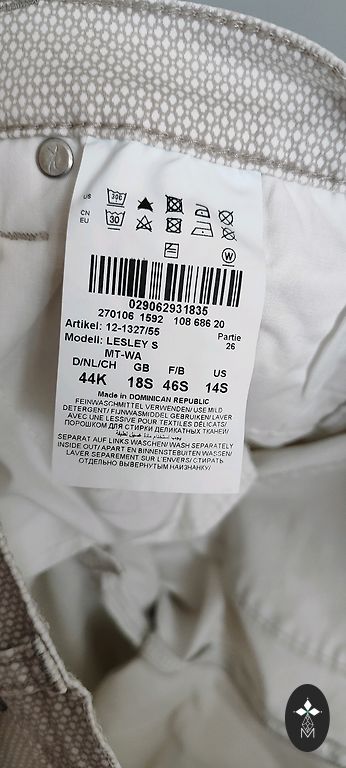 US
30E
CN
EU
30
W
029062931835
270106 1592 108 686 20
Artikel: 12-1327/55
Partie
26
Modell: LESLEY S
MT-WA
D/NL/CH GB F/B US
44K 18S 46S 14S
Made in DOMINICAN REPUBLIC
FEINWASCHMITTEL VERWENDEN/ USE MILD
DETERGENT/ FIJNWASMIDDEL GEBRUIKEN/ LAVER
AVEC UNE LESSIVE POUR TEXTILES DÉLICATS/
ПОРОШКОМ ДЛЯ СТИРКИ ДЕЛИКАТНЫХ ТКАНЕЙ/
SEPARAT AUF LINKS WASCHEN/ WASH SEPARATELY
INSIDE OUT/ APART EN BINNENSTEBUITEN WASSEN/
LAVER SEPAREMENT SUR L'ENVERS/ СТИРАТЬ
ОТДЕЛЬНО ВЫВЕРНУТЫМ НАИЗНАНКУ/
M